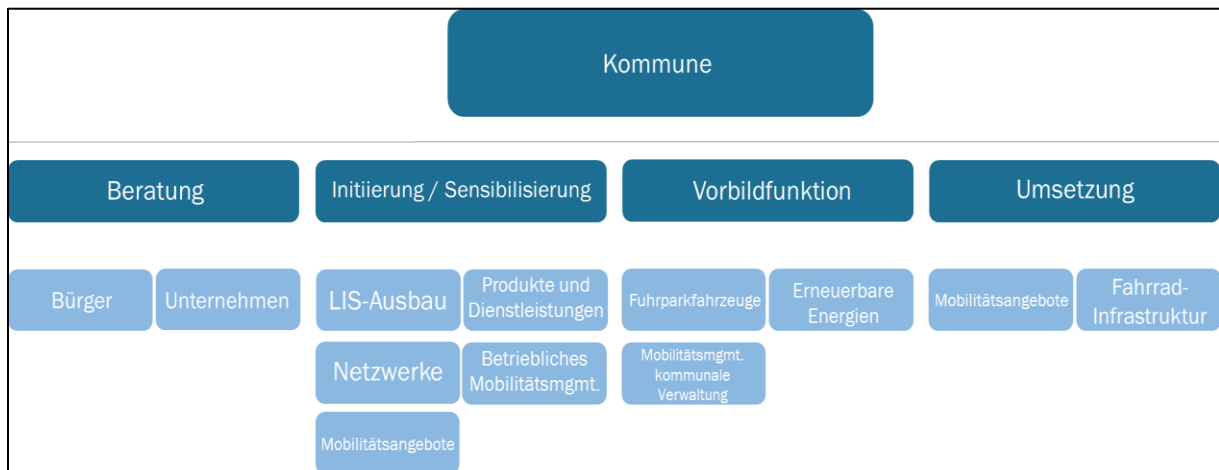 Kommune
Beratung
Initiierung / Sensibilisierung
Vorbildfunktion
Umsetzung
Bürger
Unternehmen
LIS-Ausbau
Produkte und
Dienstleistungen
Netzwerke
Betriebliches
Mobilitätsmgmt.
Mobilitätsangebote
Fuhrparkfahrzeuge
Erneuerbare
Energien
Mobilitätsmgmt.
kommunale
Verwaltung
Mobilitätsangebote
Fahrrad-
Infrastruktur